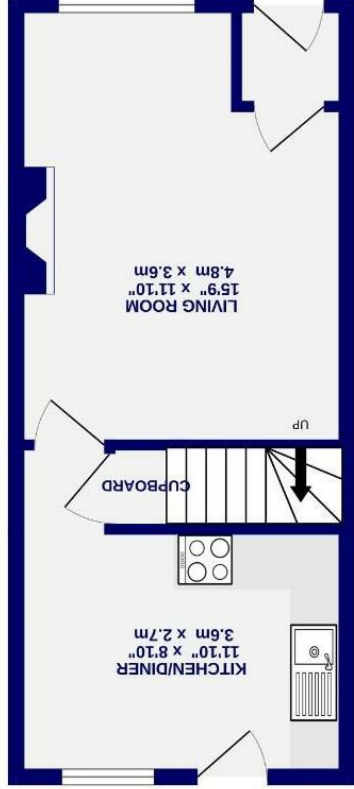 KITCHEN/DINER
11'10" x 8'10"
3.6m x 2.7m
CUPBOARD
UP
LIVING ROOM
15'9" x 11'10"
4.8m x 3.6m